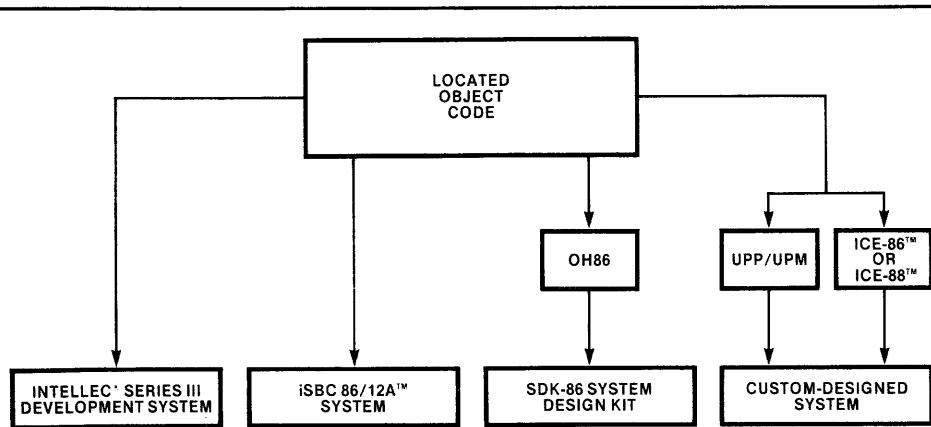 LOCATED
OBJECT
CODE
OH86
UPP/UPM
ICE-86™
OR
ICE-88™
INTELLEC* SERIES III
DEVELOPMENT SYSTEM
iSBC 86/12A™
SYSTEM
SDK-86 SYSTEM
DESIGN KIT
CUSTOM-DESIGNED
SYSTEM